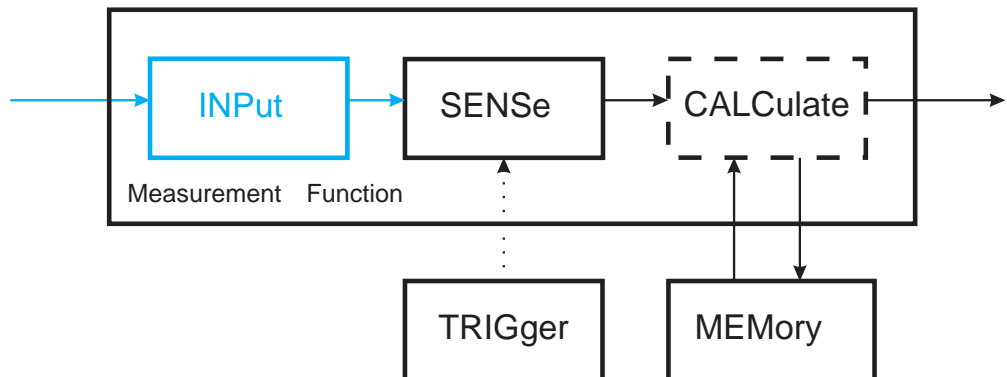 INPut
SENSe
CALCulate
Measurement Function
TRIGger
MEMory